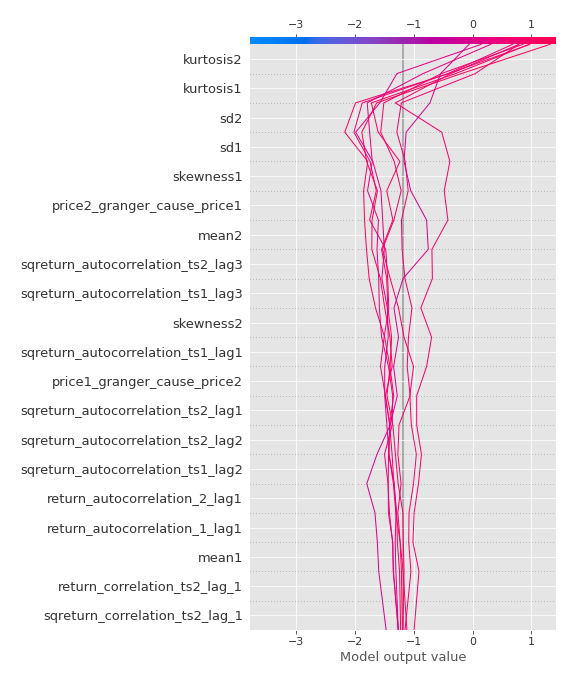 −3 −2 −1 0 1
kurtosis2
kurtosis1
sd2
sd1
skewness1
price2_granger_cause_price1
mean2
sqreturn_autocorrelation_ts2_lag3
sqreturn_autocorrelation_ts1_lag3
skewness2
sqreturn_autocorrelation_ts1_lag1
price1_granger_cause_price2
sqreturn_autocorrelation_ts2_lag1
sqreturn_autocorrelation_ts2_lag2
sqreturn_autocorrelation_ts1_lag2
return_autocorrelation_2_lag1
return_autocorrelation_1_lag1
mean1
return_correlation_ts2_lag_1
sqreturn_correlation_ts2_lag_1
−3 −2 −1 0 1
Model output value